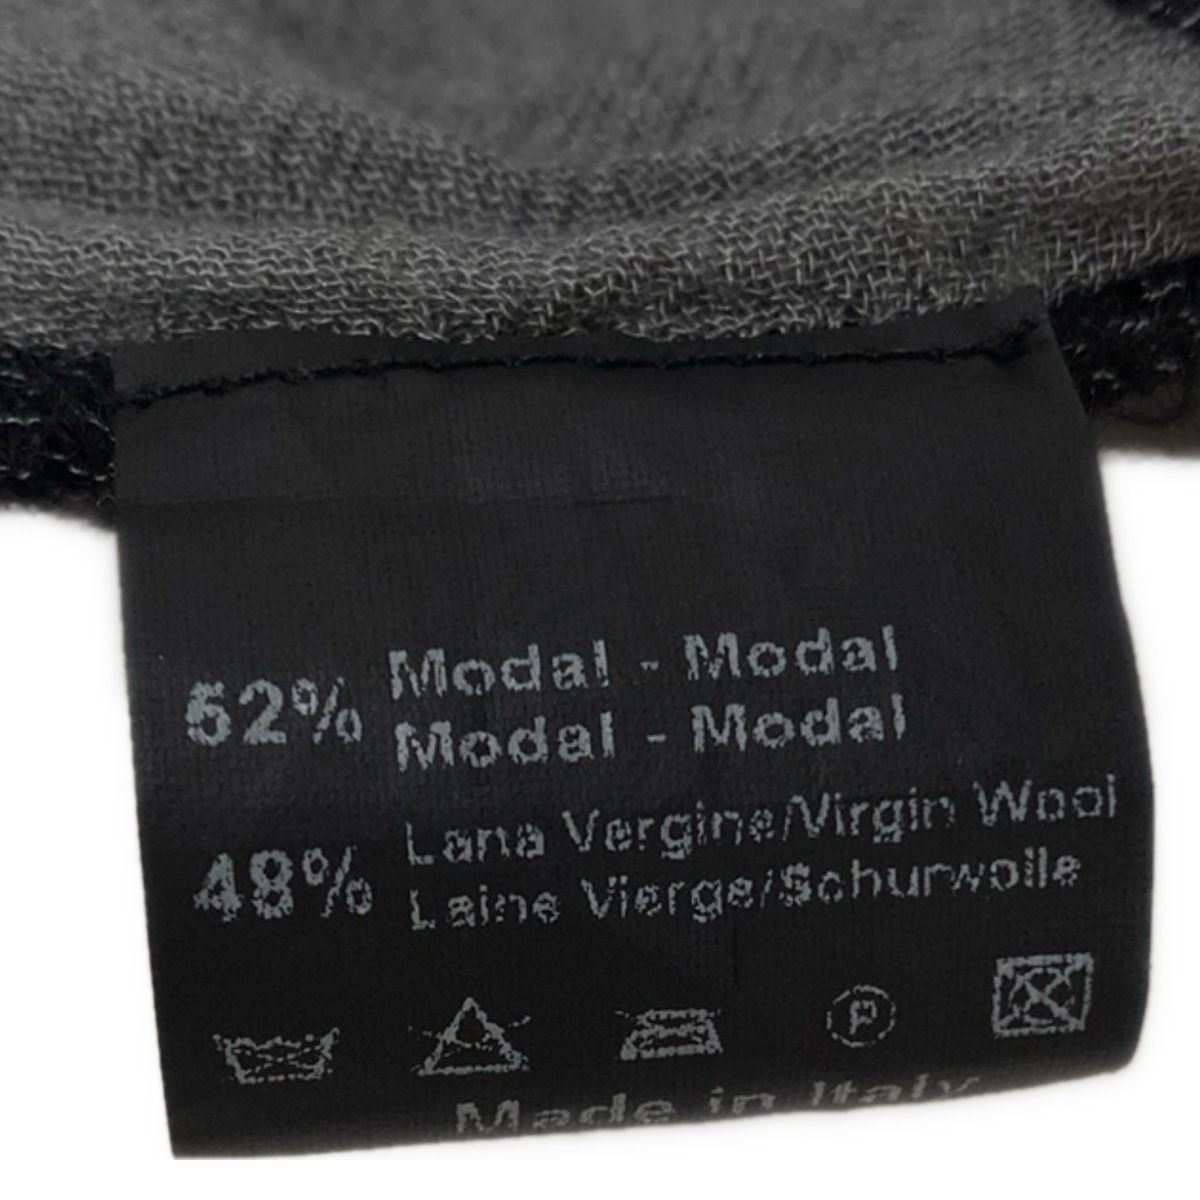 52% Modal - Modal
Modal - Modal
48% Lana Vergine/Virgin Wool
Laine Vierge/Schurwolle
P
Made in Italy